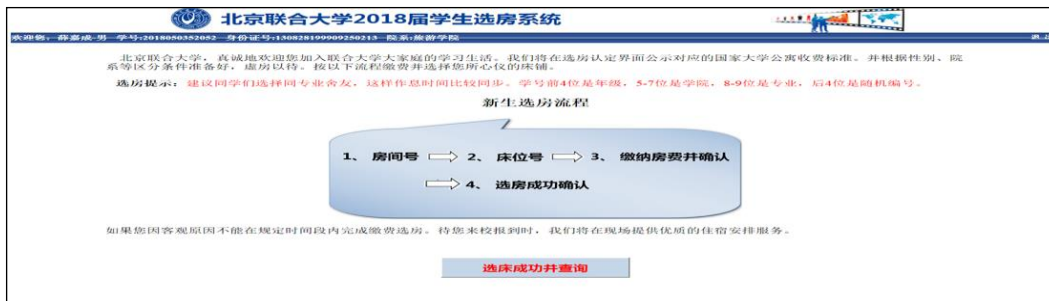 北京联合大学2018届学生选房系统
欢迎您：薛嘉成-男 学号:2018050352052 身份证号:130828199909250213 院系:旅游学院
北京联合大学，真诚地欢迎您加入联合大学大家庭的学习生活。我们将在选房认定界面公示对应的国家大学公寓收费标准。并根据性别、院
系等区分条件准备好，虚房以待。按以下流程缴费并选择您所心仪的床铺。
选房提示：建议同学们选择同专业舍友，这样作息时间比较同步。学号前4位是年级，5-7位是学院，8-9位是专业，后4位是随机编号。
新生选房流程
1、 房间号 2、 床位号 3、 缴纳房费并确认
4、 选房成功确认
如果您因客观原因不能在规定时间段内完成缴费选房。待您来校报到时，我们将在现场提供优质的住宿安排服务。
选床成功并查询